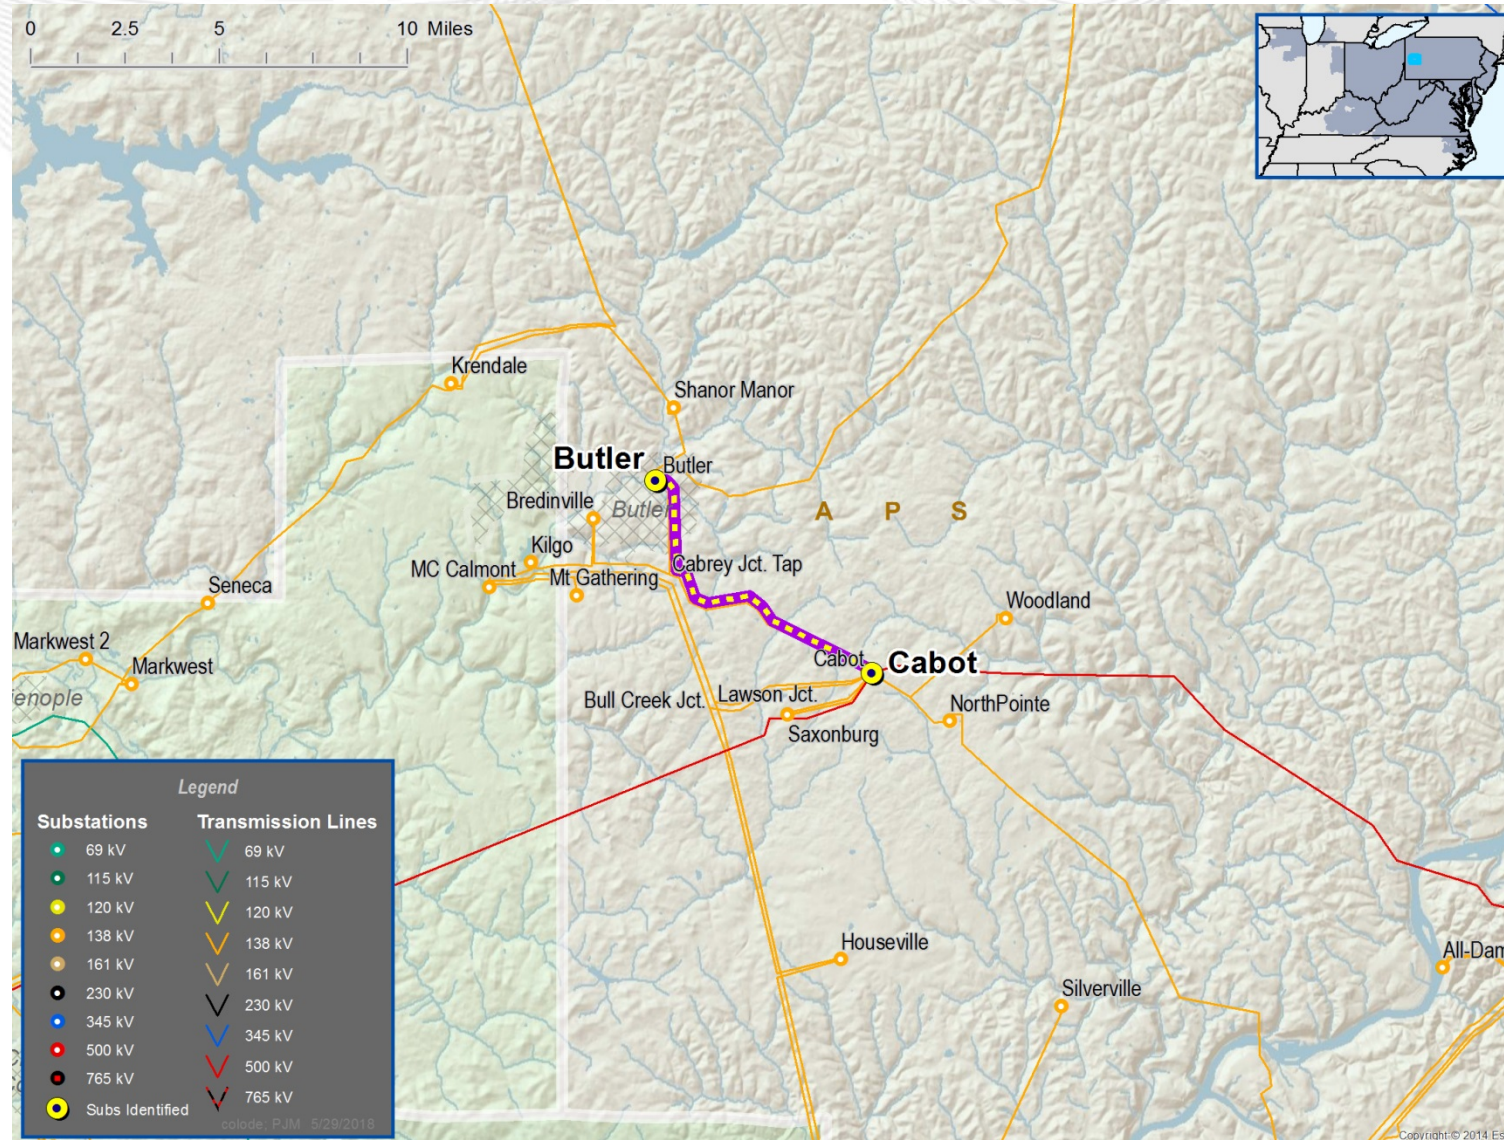 0 2.5 5 10 Miles
Krendale
Shanor Manor
Butler
Butler
Bredinville
Butler
A P S
Kilgo
Cabrey Jct. Tap
MC Calmont
Mt Gathering
Seneca
Woodland
Markwest 2
Markwest
Cabot
Cabot
enople
Bull Creek Jct.
Lawson Jct.
NorthPointe
Saxonburg
Houseville
Silverville
All-Dam
Legend
Substations
69 kV
115 kV
120 kV
138 kV
161 kV
230 kV
345 kV
500 kV
765 kV
Subs Identified
Transmission Lines
69 kV
115 kV
120 kV
138 kV
161 kV
230 kV
345 kV
500 kV
765 kV
colode, PJM 5/29/2018
Copyright:© 2014 Es